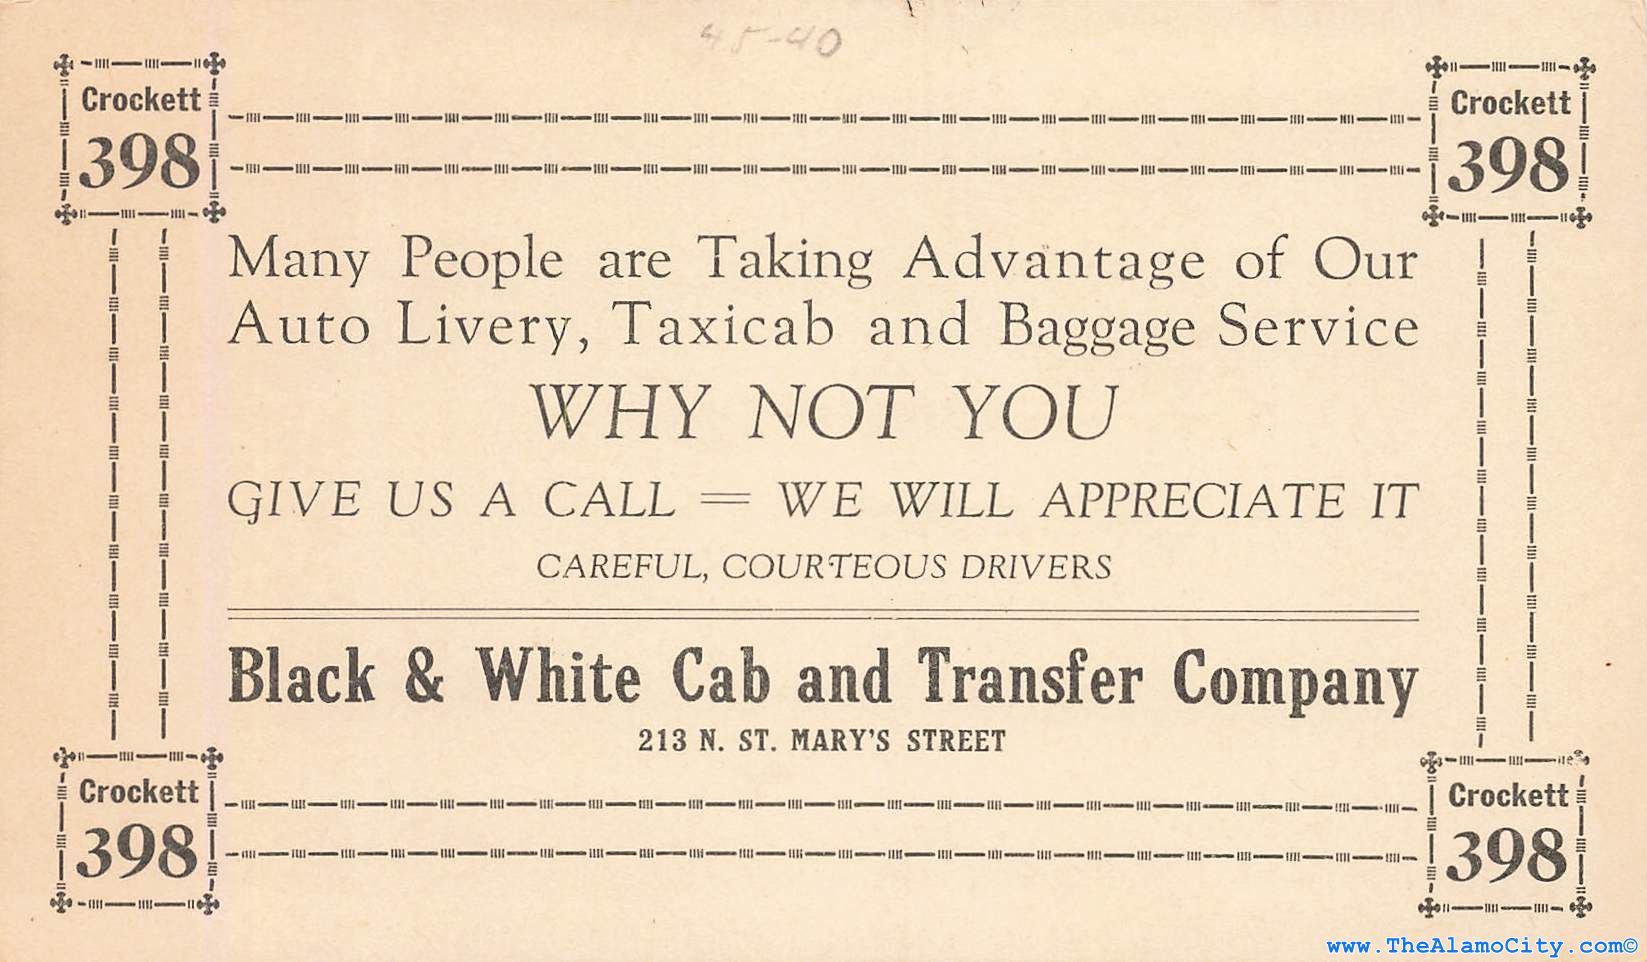 45-40
Crockett
398
Crockett
398
Many People are Taking Advantage of Our
Auto Livery, Taxicab and Baggage Service
WHY NOT YOU
GIVE US A CALL = WE WILL APPRECIATE IT
CAREFUL, COURTEOUS DRIVERS
Black & White Cab and Transfer Company
213 N. ST. MARY'S STREET
Crockett
398
Crockett
398
www.TheAlamoCity.com©